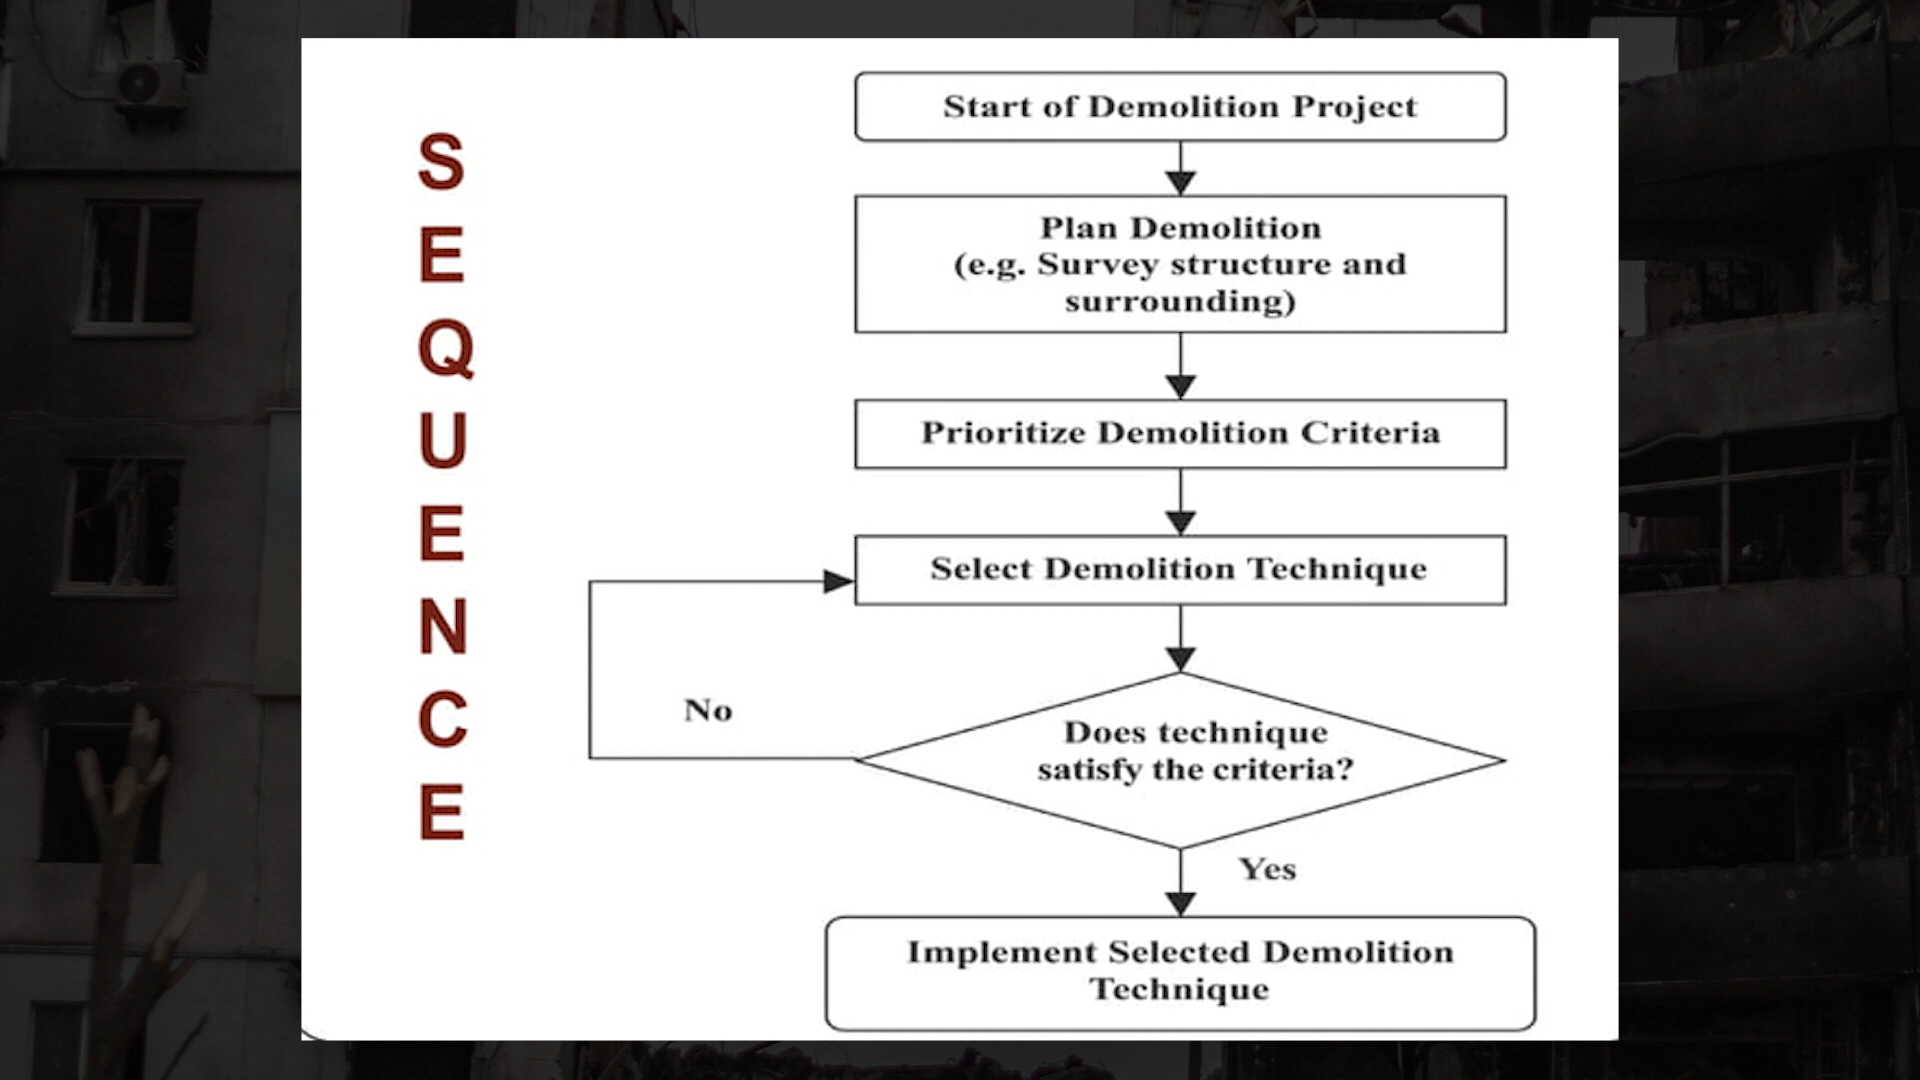 S
E
Q
U
E
N
C
E
Start of Demolition Project
Plan Demolition
(e.g. Survey structure and
surrounding)
Prioritize Demolition Criteria
Select Demolition Technique
No
Does technique
satisfy the criteria?
Yes
Implement Selected Demolition
Technique